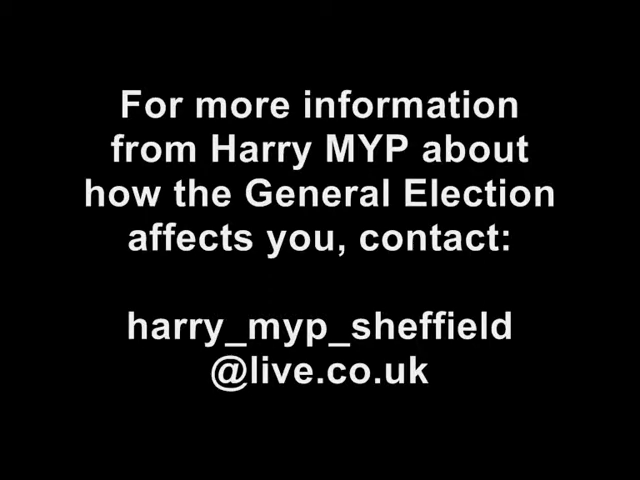 For more information
from Harry MYP about
how the General Election
affects you, contact:
harry_myp_sheffield
@live.co.uk